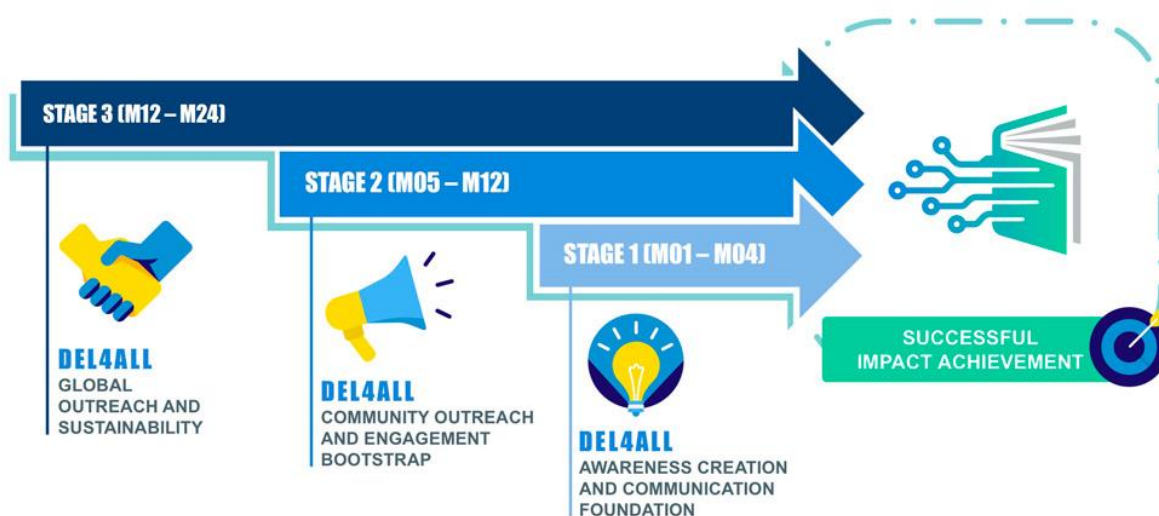 STAGE 3 (M12 – M24)
STAGE 2 (M05 – M12)
STAGE 1 (M01 – M04)
DEL4ALL
GLOBAL
OUTREACH AND
SUSTAINABILITY
DEL4ALL
COMMUNITY OUTREACH
AND ENGAGEMENT
BOOTSTRAP
DEL4ALL
AWARENESS CREATION
AND COMMUNICATION
FOUNDATION
SUCCESSFUL
IMPACT ACHIEVEMENT